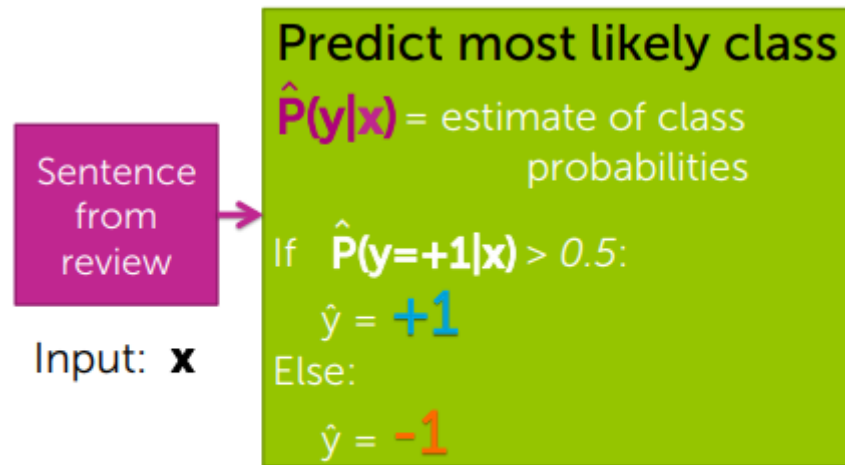 Predict most likely class
P̂(y|x) = estimate of class
probabilities
Sentence
from
review
If P̂(y=+1|x) > 0.5:
ŷ = +1
Input: x
Else:
ŷ = -1